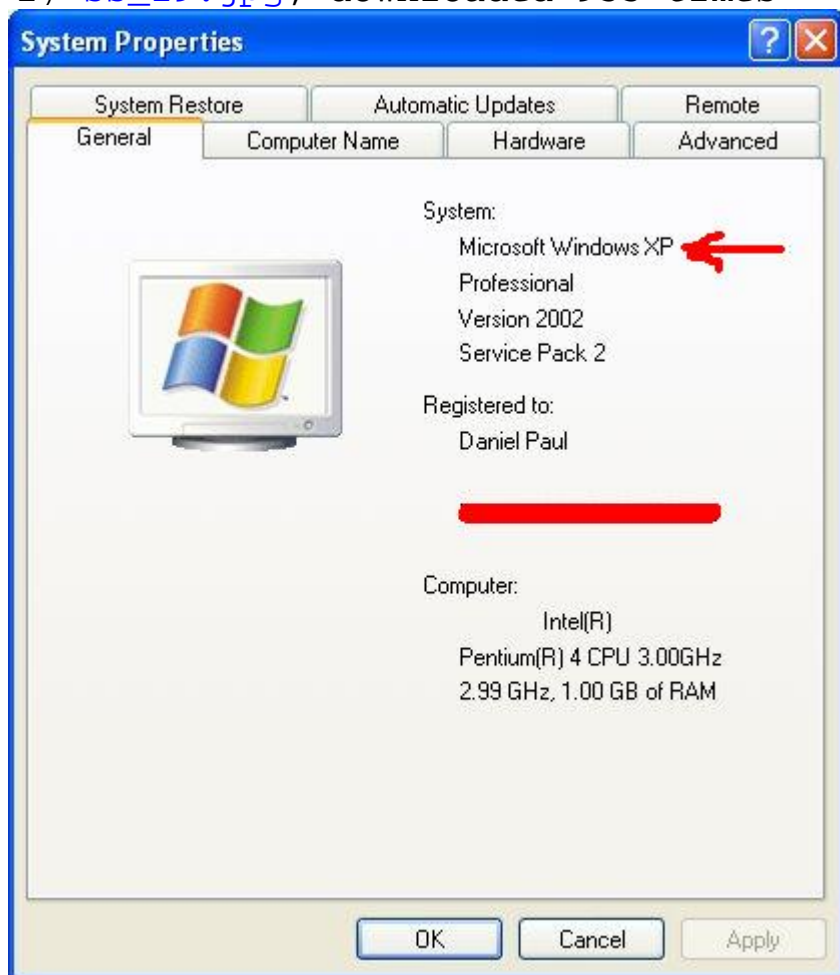 System Properties
System Restore Automatic Updates Remote
General Computer Name Hardware Advanced
System:
Microsoft Windows XP
Professional
Version 2002
Service Pack 2
Registered to:
Daniel Paul
Computer:
Intel(R)
Pentium(R) 4 CPU 3.00GHz
2.99 GHz, 1.00 GB of RAM
OK Cancel Apply